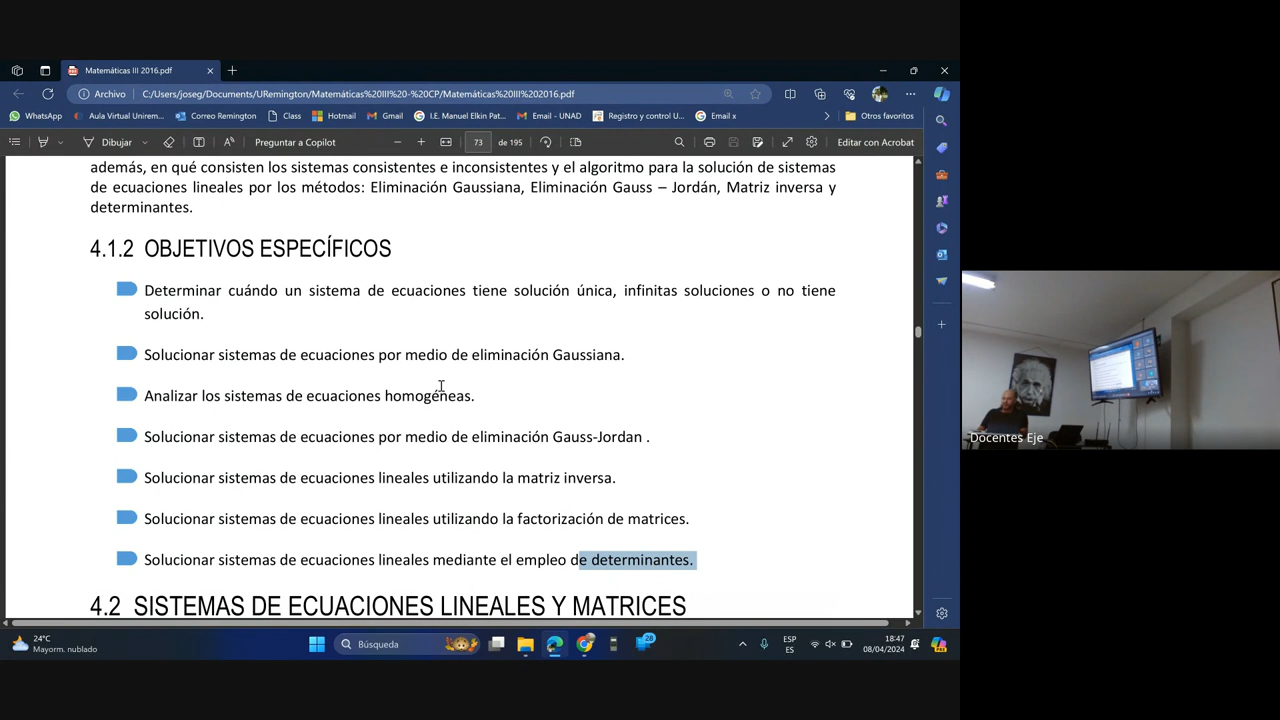 Matemáticas III 2016.pdf
Archivo C:/Users/joseg/Documents/URemington/Matemáticas%20III%20-%20CP/Matemáticas%20III%202016.pdf
WhatsApp Aula Virtual Unirem... Correo Remington Class Hotmail Gmail I.E. Manuel Elkin Pat... Email - UNAD Registro y control U... Email x Otros favoritos
Dibujar Preguntar a Copilot 73 de 195 Editar con Acrobat
además, en qué consisten los sistemas consistentes e inconsistentes y el algoritmo para la solución de sistemas
de ecuaciones lineales por los métodos: Eliminación Gaussiana, Eliminación Gauss – Jordán, Matriz inversa y
determinantes.
4.1.2 OBJETIVOS ESPECÍFICOS
Determinar cuándo un sistema de ecuaciones tiene solución única, infinitas soluciones o no tiene
solución.
Solucionar sistemas de ecuaciones por medio de eliminación Gaussiana.
Analizar los sistemas de ecuaciones homogéneas.
Solucionar sistemas de ecuaciones por medio de eliminación Gauss-Jordan .
Solucionar sistemas de ecuaciones lineales utilizando la matriz inversa.
Solucionar sistemas de ecuaciones lineales utilizando la factorización de matrices.
Solucionar sistemas de ecuaciones lineales mediante el empleo de determinantes.
4.2 SISTEMAS DE ECUACIONES LINEALES Y MATRICES
24°C
Mayorm. nublado
Búsqueda
28
ESP
ES
18:47
08/04/2024
Docentes Eje